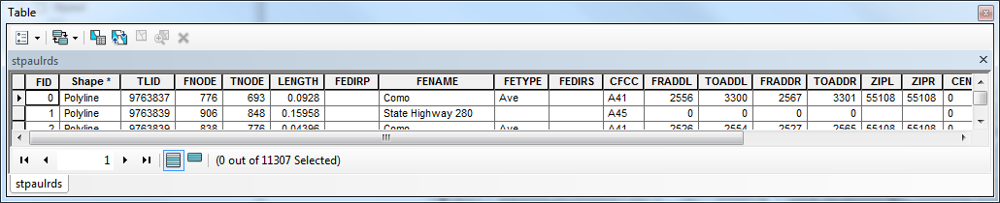 Table
stpaulrds
FID Shape * TLID FNODE TNODE LENGTH FEDIRP FENAME FETYPE FEDIRS CFCC FRADDL TOADDL FRADDR TOADDR ZIPL ZIPR CEN
0 Polyline 9763837 776 693 0.0928 Como Ave A41 2556 3300 2567 3301 55108 55108 0
1 Polyline 9763839 906 848 0.15958 State Highway 280 A45 0 0 0 0 0
2 Polyline 9763839 838 776 0.04396 Como Ave A41 2526 2554 2527 2565 55108 55108 0
1 (0 out of 11307 Selected)
stpaulrds